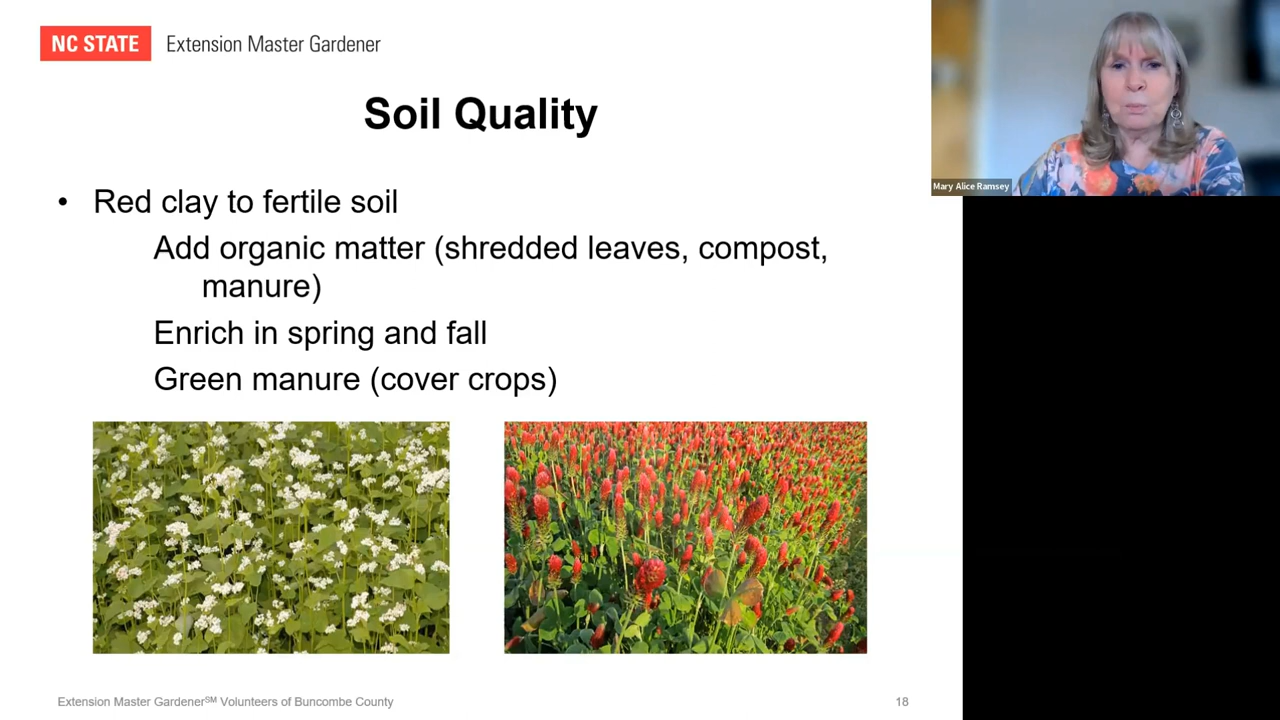 NC STATE Extension Master Gardener
Soil Quality
• Red clay to fertile soil
Add organic matter (shredded leaves, compost,
manure)
Enrich in spring and fall
Green manure (cover crops)
Mary Alice Ramsey
Extension Master Gardener℠ Volunteers of Buncombe County
18